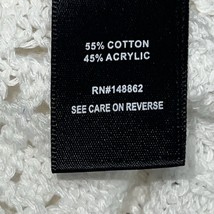 55% COTTON
45% ACRYLIC
RN#148862
SEE CARE ON REVERSE